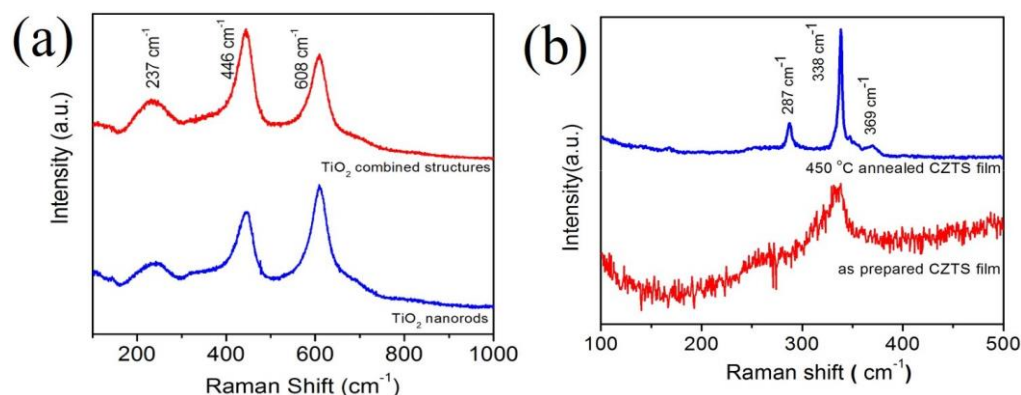 (a)
237 cm⁻¹
446 cm⁻¹
608 cm⁻¹
TiO₂ combined structures
TiO₂ nanorods
Intensity (a.u.)
200 400 600 800 1000
Raman Shift (cm⁻¹)
(b)
287 cm⁻¹
338 cm⁻¹
369 cm⁻¹
450 °C annealed CZTS film
as prepared CZTS film
Intensity(a.u.)
100 200 300 400 500
Raman shift ( cm⁻¹)